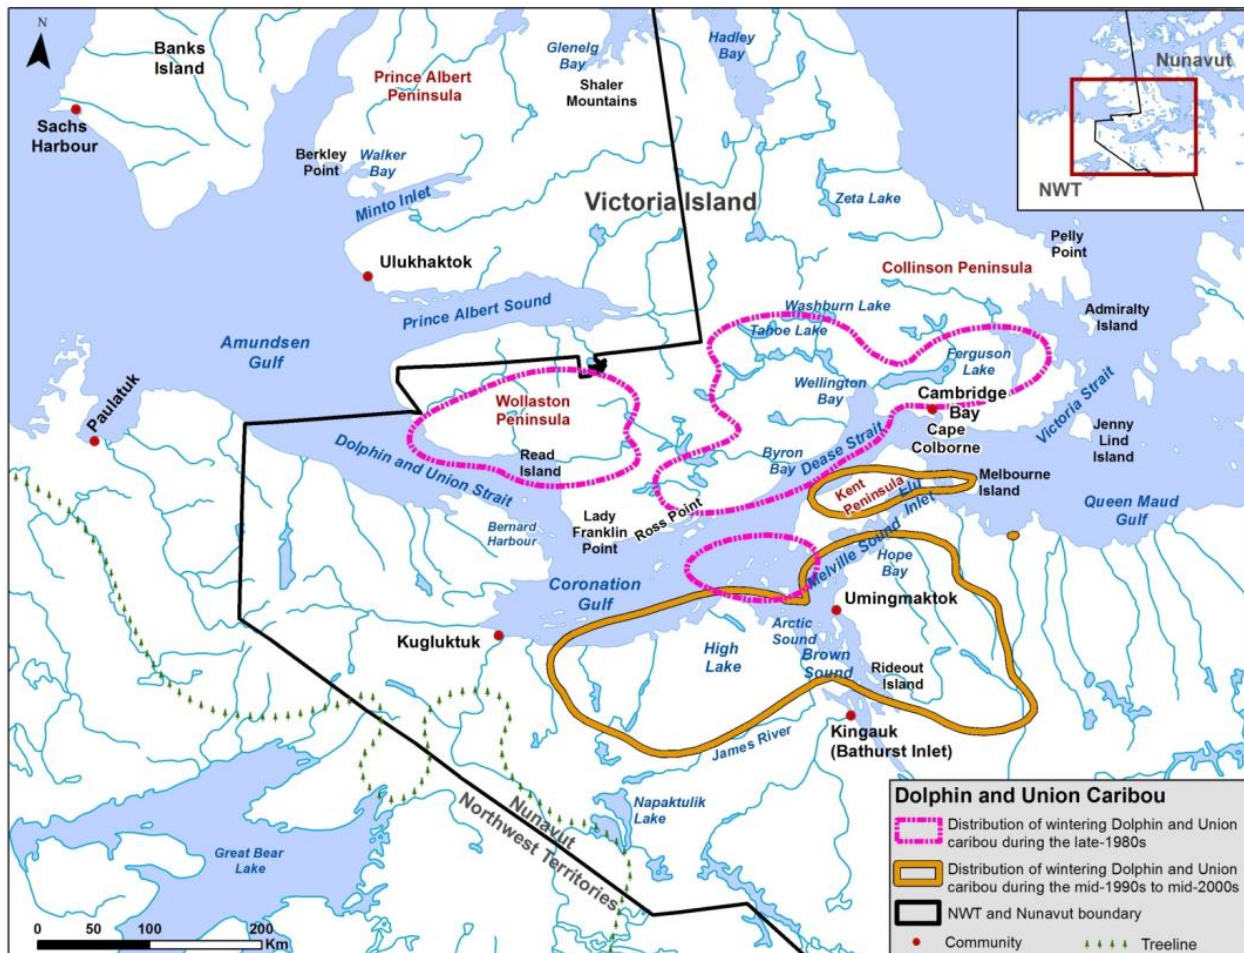 N
Banks
Island
Sachs
Harbour
Prince Albert
Peninsula
Glenelg
Bay
Shaler
Mountains
Hadley
Bay
Nunavut
NWT
Berkley
Point
Walker
Bay
Minto Inlet
Victoria Island
Zeta Lake
Ulukhaktok
Pelly
Point
Collinson Peninsula
Prince Albert Sound
Washburn Lake
Tahoe Lake
Admiralty
Island
Amundsen
Gulf
Ferguson
Lake
Wellington
Bay
Cambridge
Bay
Cape
Colborne
Victoria Strait
Paulatuk
Wollaston
Peninsula
Jenny
Lind
Island
Dolphin and Union Strait
Read
Island
Byron
Bay
Dease Strait
Melbourne
Island
Kent
Peninsula
Elu
Inlet
Queen Maud
Gulf
Bernard
Harbour
Lady
Franklin
Point
Ross Point
Melville Sound
Hope
Bay
Coronation
Gulf
Umingmaktok
Kugluktuk
Arctic
Sound
High
Lake
Brown
Sound
Rideout
Island
James River
Kingauk
(Bathurst Inlet)
Napaktulik
Lake
Nunavut
Northwest Territories
Great Bear
Lake
0 50 100 200
Km
Dolphin and Union Caribou
Distribution of wintering Dolphin and Union
caribou during the late-1980s
Distribution of wintering Dolphin and Union
caribou during the mid-1990s to mid-2000s
NWT and Nunavut boundary
Community
Treeline